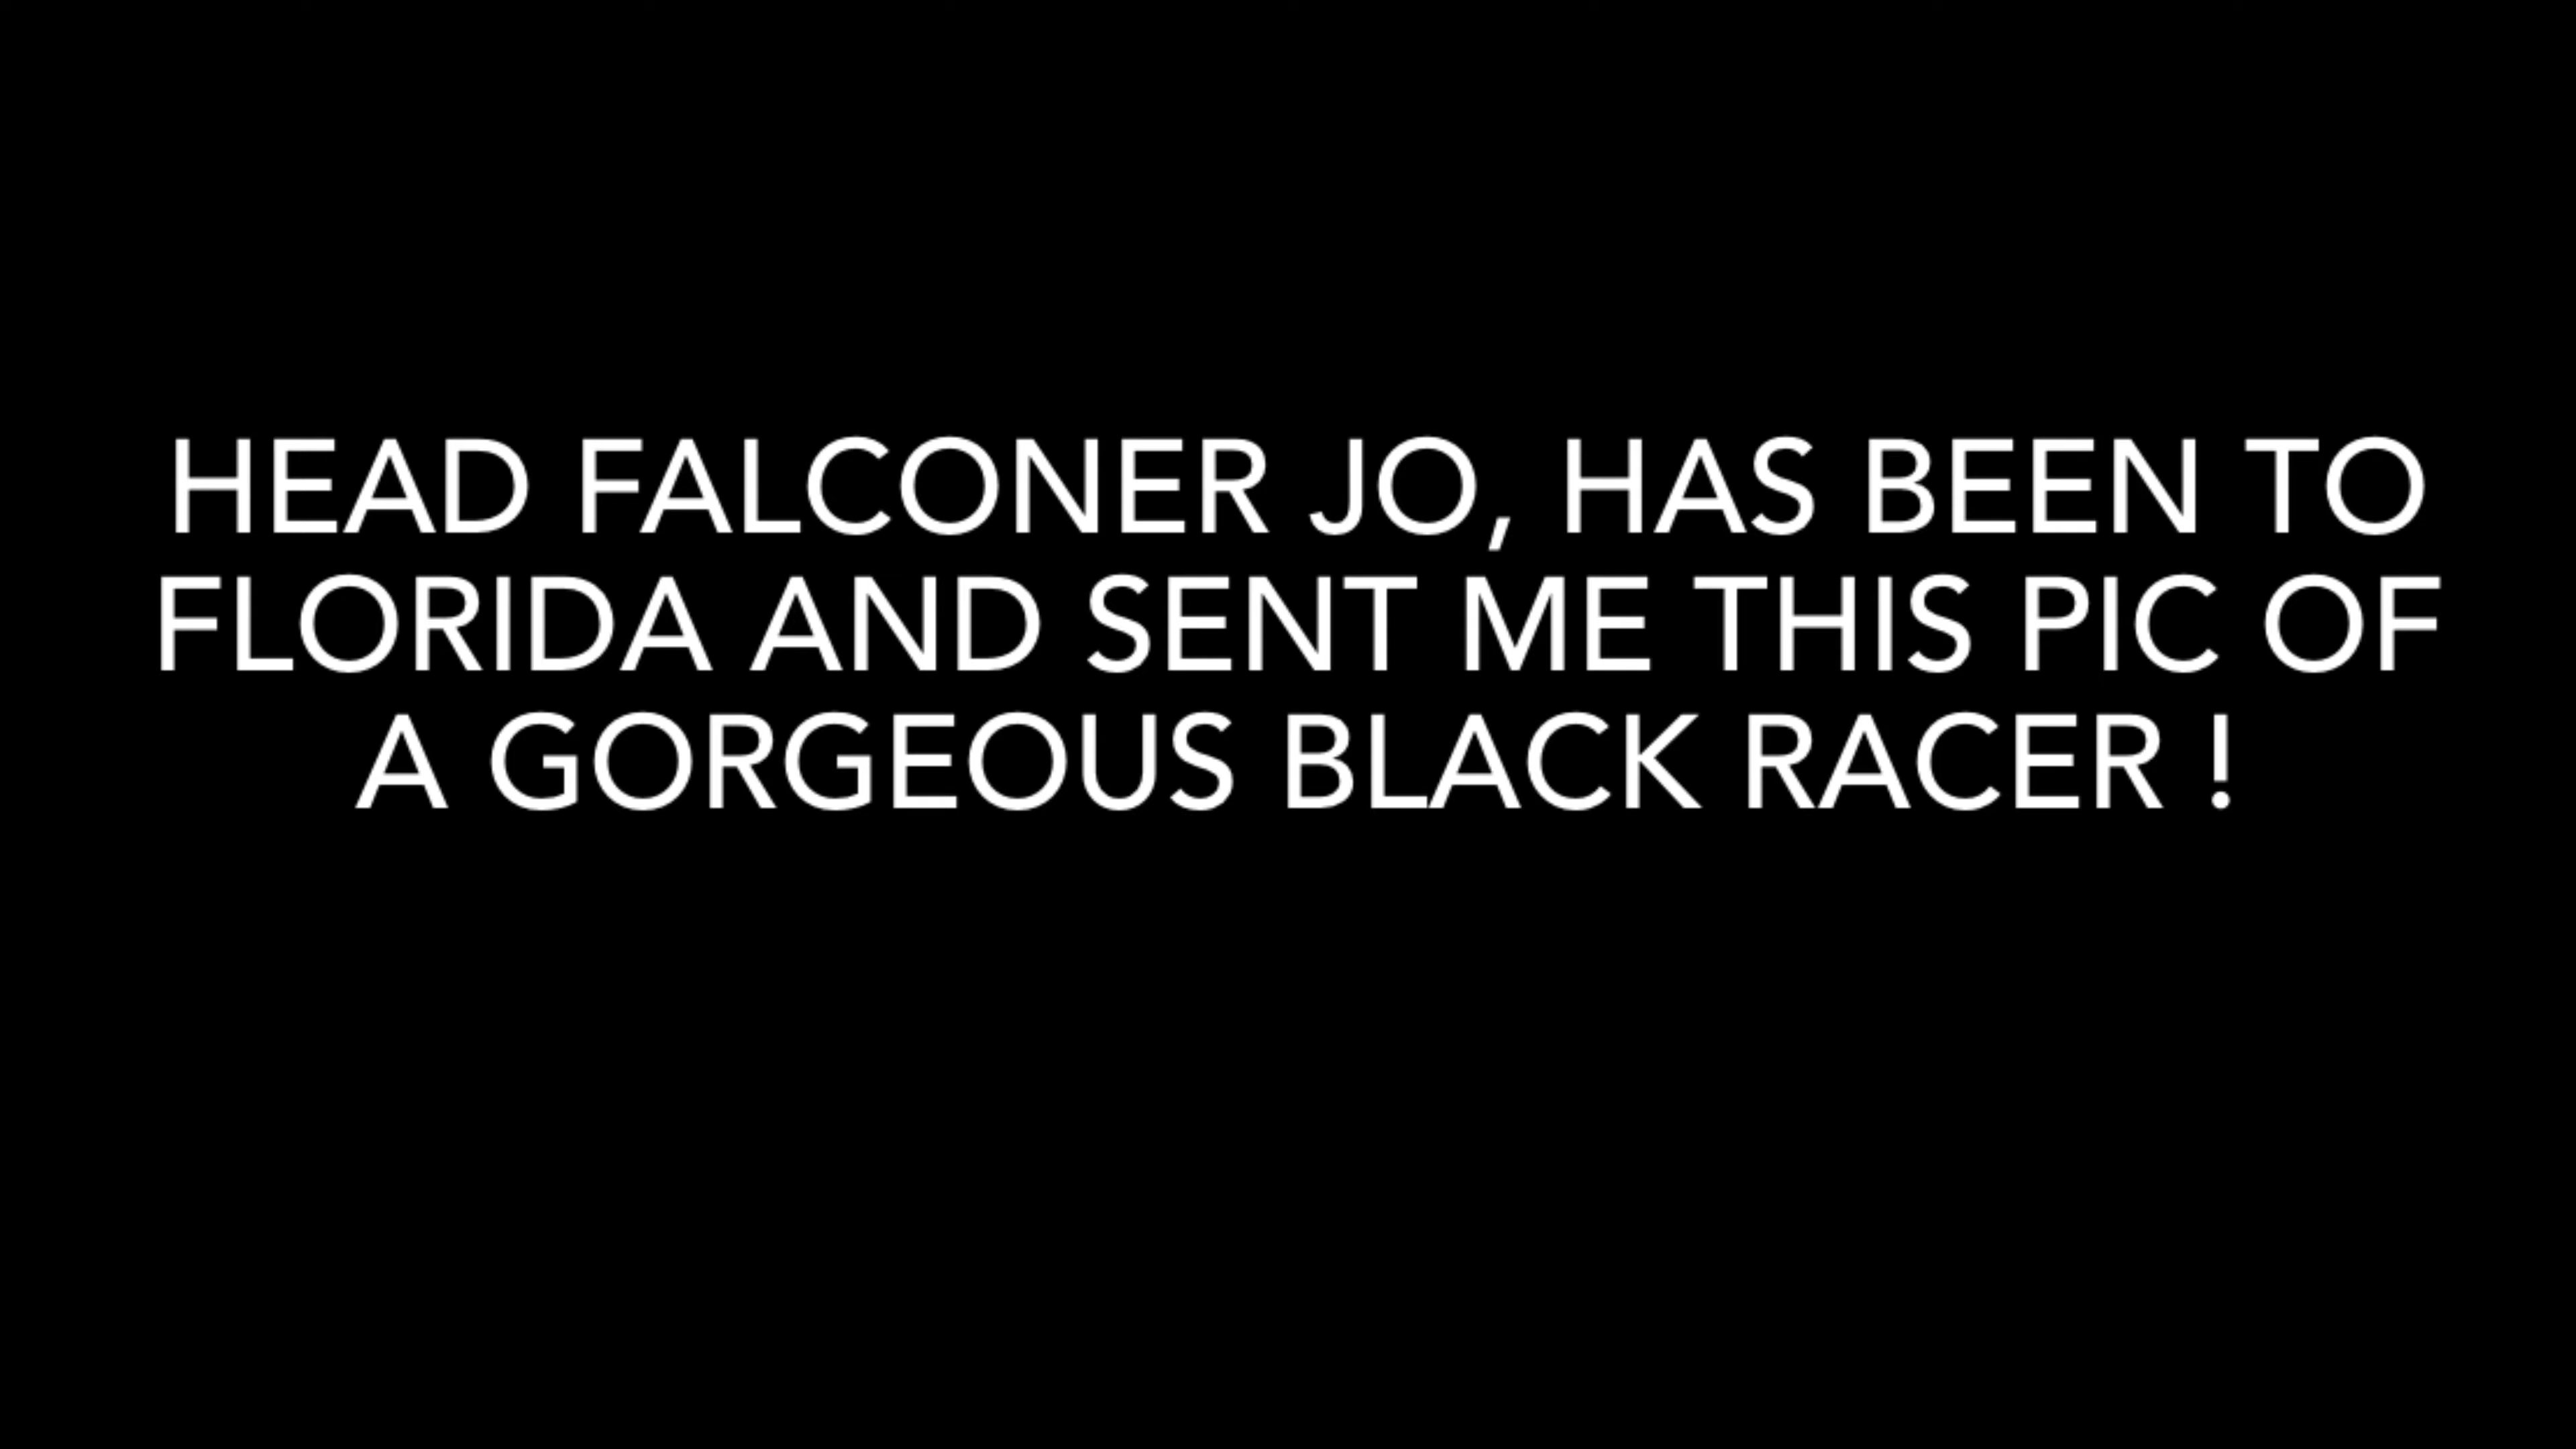 HEAD FALCONER JO, HAS BEEN TO
FLORIDA AND SENT ME THIS PIC OF
A GORGEOUS BLACK RACER !